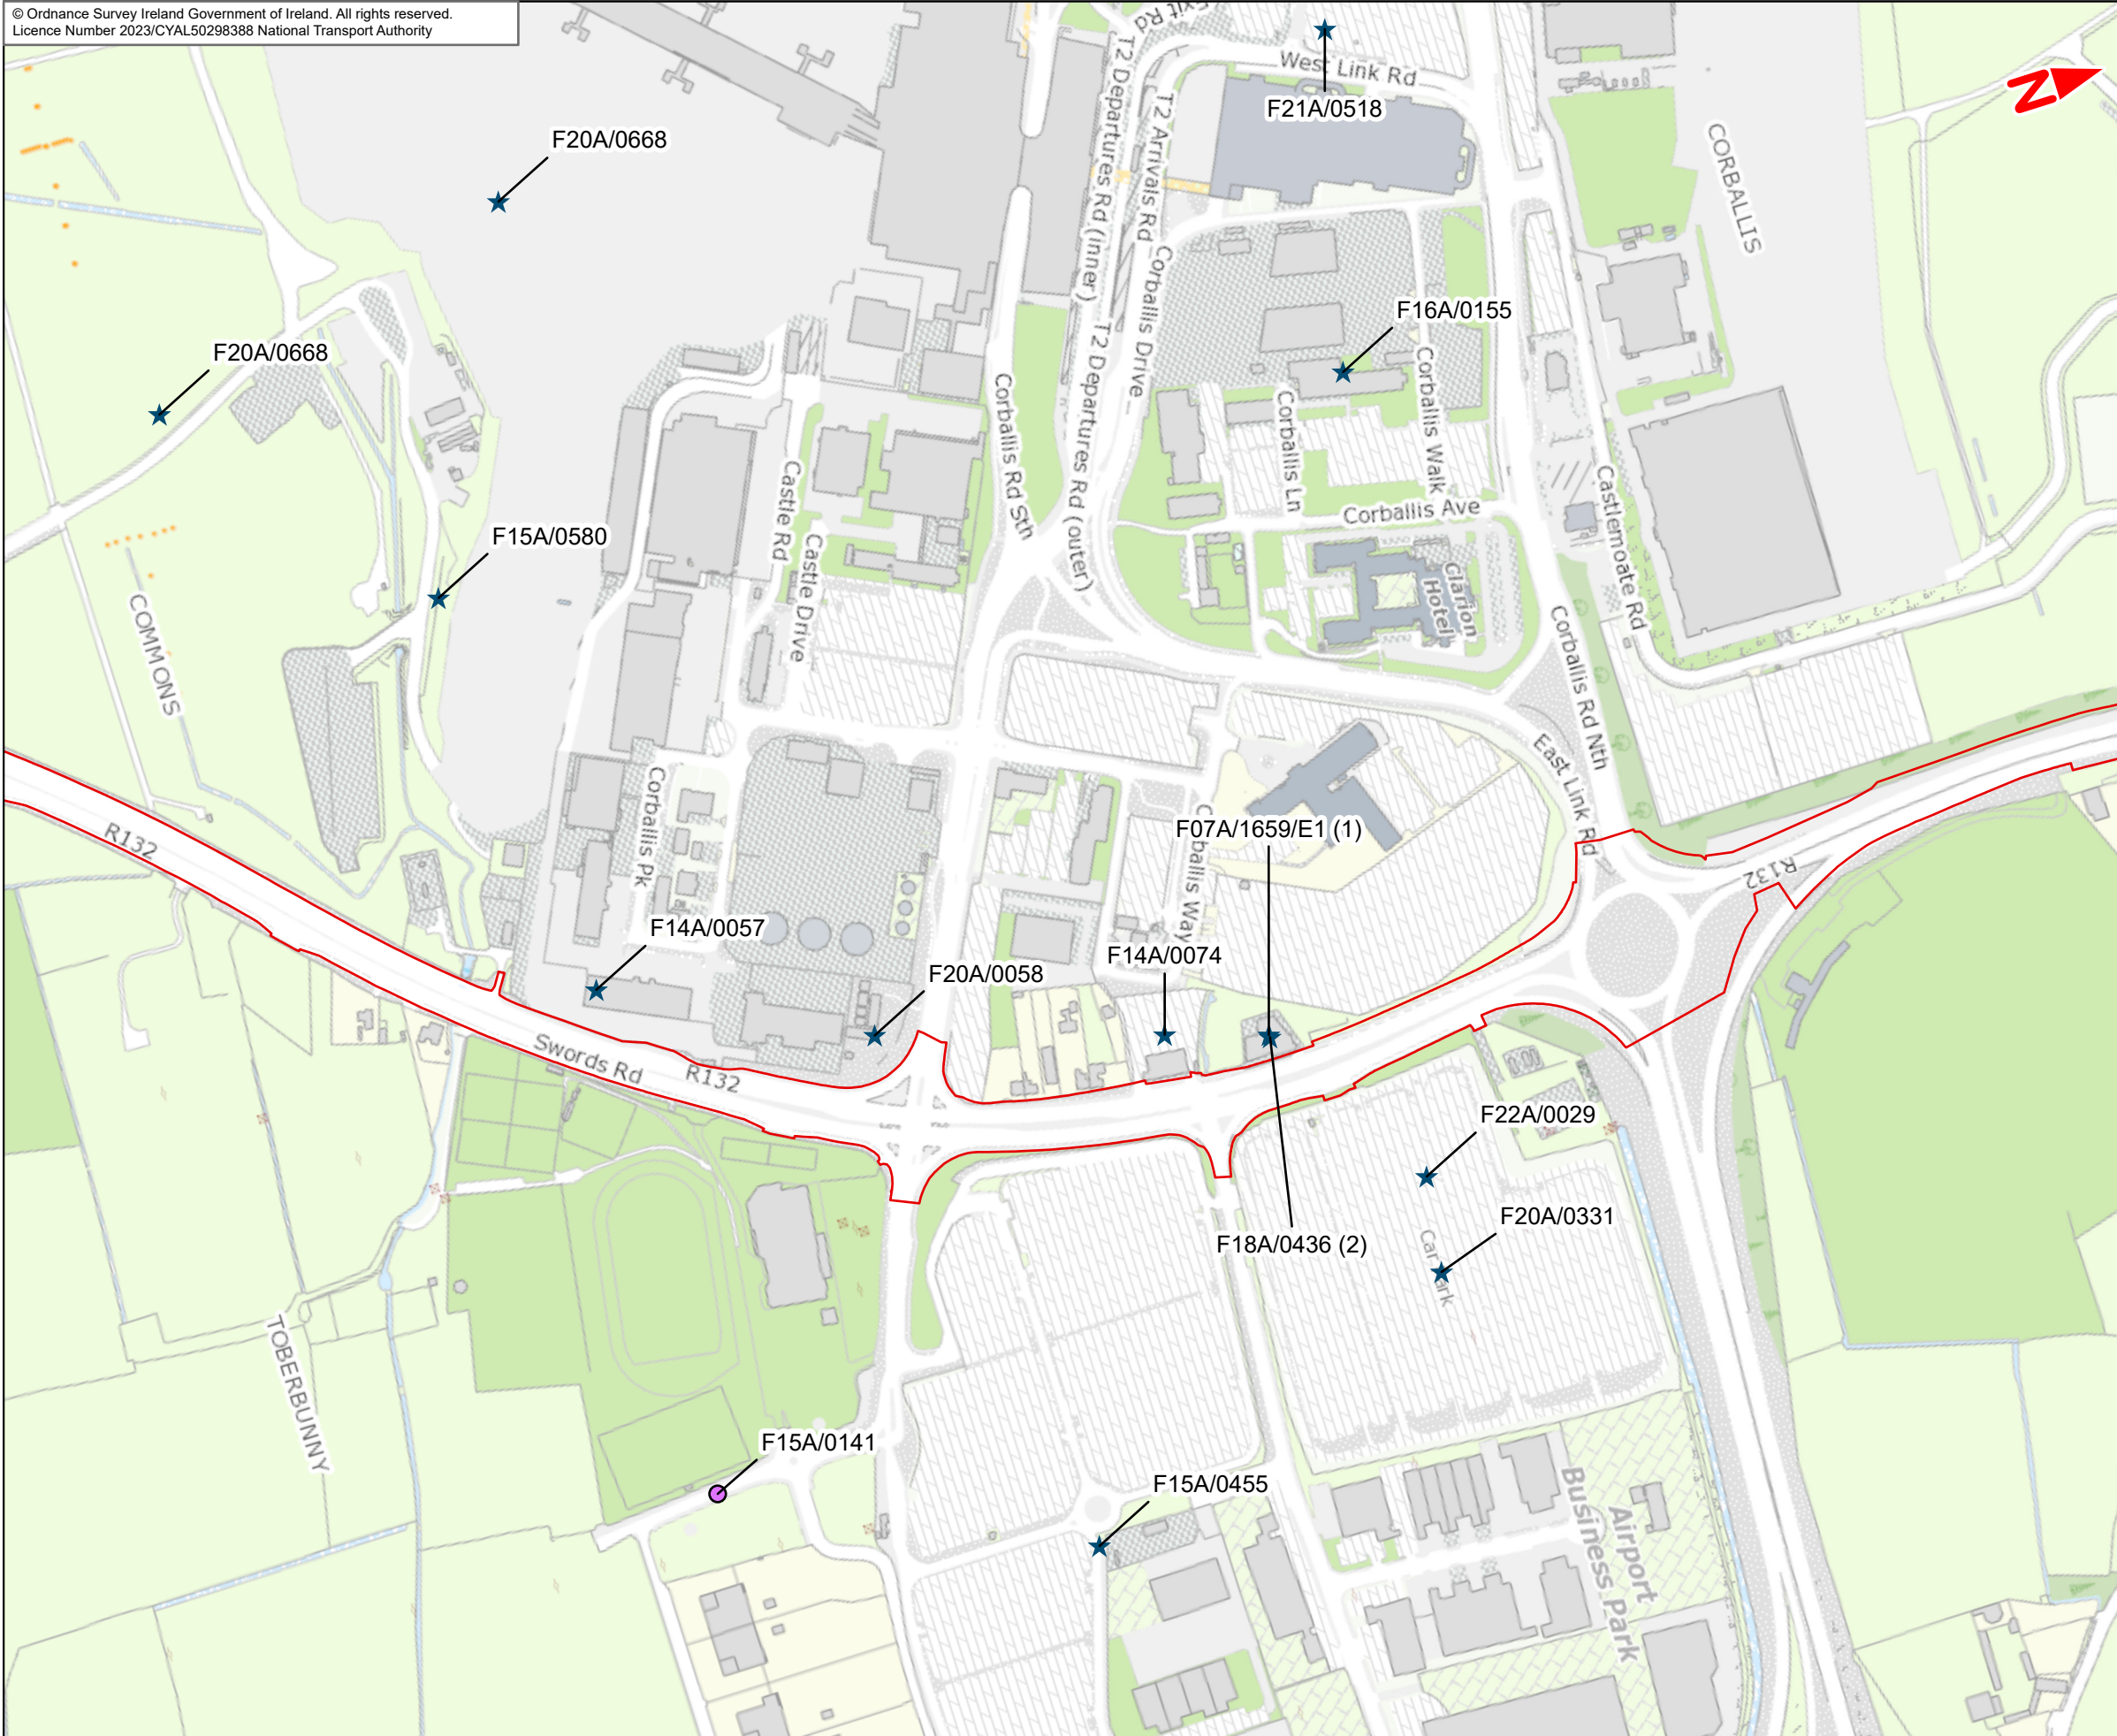 © Ordnance Survey Ireland Government of Ireland. All rights reserved.
Licence Number 2023/CYAL50298388 National Transport Authority
Exit Rd
West Link Rd
F21A/0518
N
T2 Departures Rd (inner)
T2 Arrivals Rd
CORBALLIS
F20A/0668
Corballis Drive
F16A/0155
F20A/0668
T2 Departures Rd (outer)
Corballis Rd Sth
Corballis Ln
Corballis Walk
Castle Rd
Castlemoate Rd
Corballis Ave
F15A/0580
Castle Drive
Clarion
Hotel
COMMONS
Corballis Rd Nth
East Link Rd
Corballis Pk
F07A/1659/E1 (1)
R132
R132
Corballis Way
F14A/0057
F14A/0074
F20A/0058
Swords Rd
R132
F22A/0029
F20A/0331
F18A/0436 (2)
Car Park
TOBERBUNNY
F15A/0141
F15A/0455
Airport
Business Park